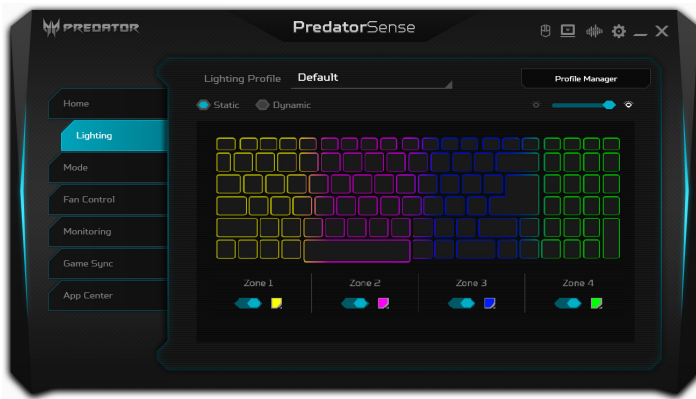 PREDATOR
PredatorSense
Lighting Profile Default
Profile Manager
Static Dynamic
Home
Lighting
Mode
Fan Control
Monitoring
Game Sync
App Center
Zone 1 Zone 2 Zone 3 Zone 4